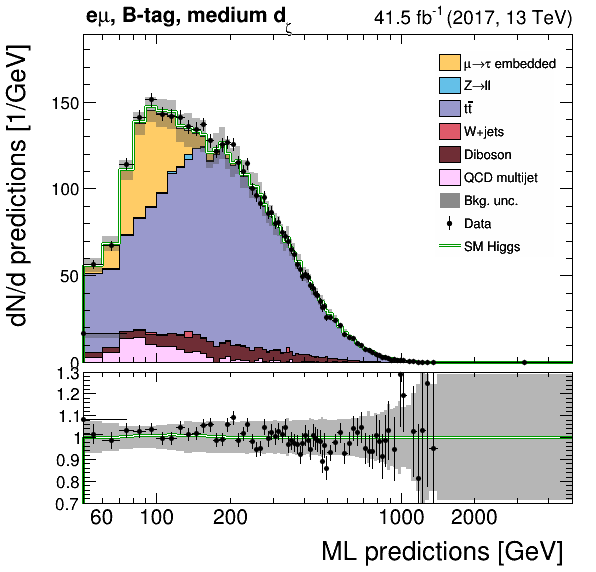 eμ, B-tag, medium dζ
41.5 fb⁻¹ (2017, 13 TeV)
dN/d predictions [1/GeV]
150
100
50
0
μ→τ embedded
Z→ll
tt̅
W+jets
Diboson
QCD multijet
Bkg. unc.
Data
SM Higgs
1.3
1.2
1.1
1
0.9
0.8
0.7
60
100
200
1000
2000
ML predictions [GeV]